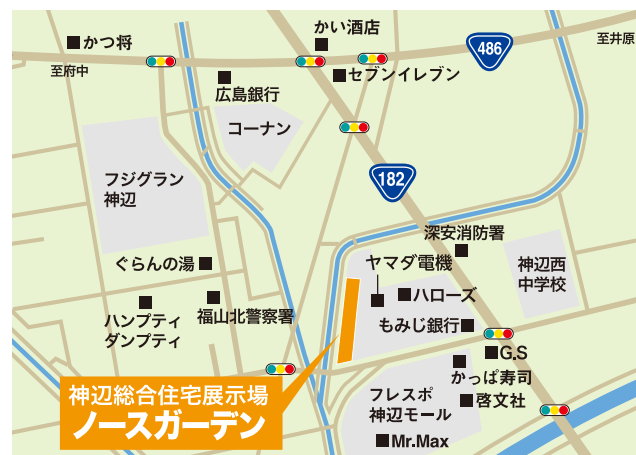 かい酒店
かつ将
486
至井原
至府中
セブンイレブン
広島銀行
コーナン
フジグラン
神辺
182
深安消防署
ヤマダ電機
神辺西
中学校
ぐらんの湯
ハローズ
ハンプティ
ダンプティ
福山北警察署
もみじ銀行
G.S
かっぱ寿司
神辺総合住宅展示場
ノースガーデン
フレスポ
神辺モール
啓文社
Mr.Max